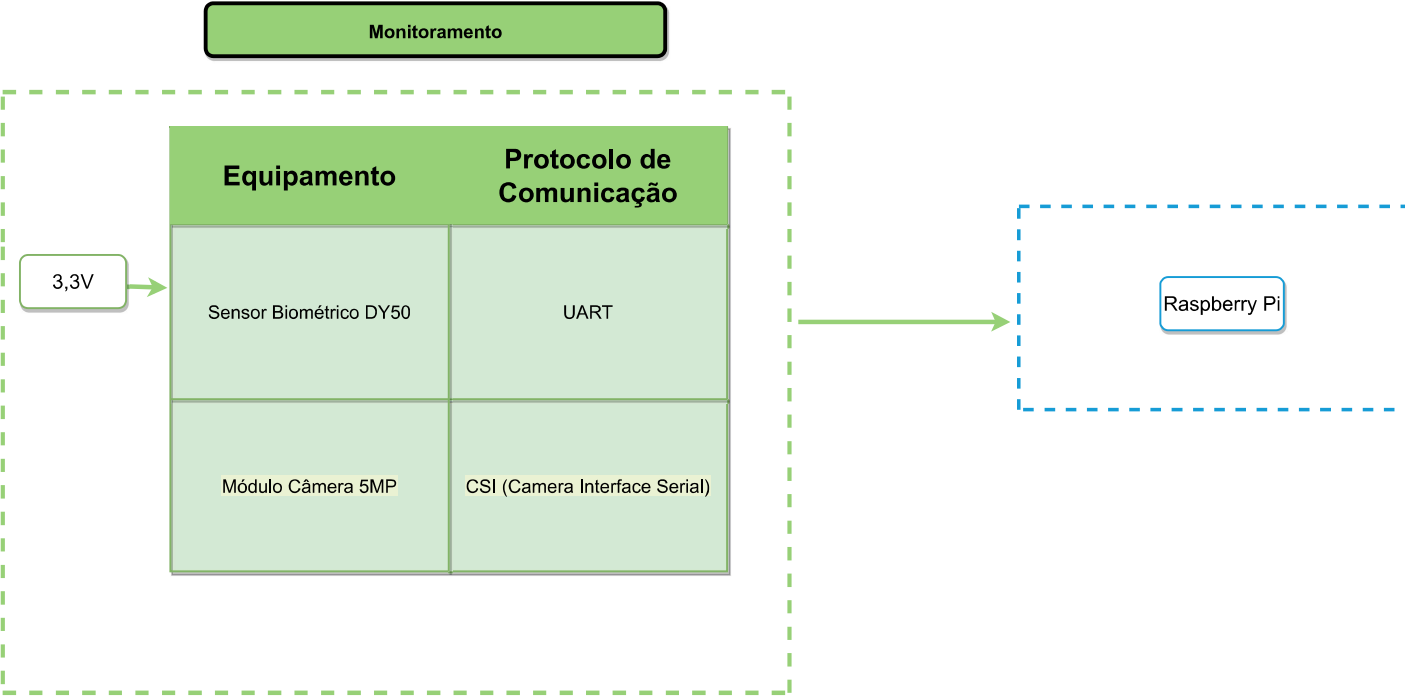 Monitoramento
Equipamento
Protocolo de
Comunicação
3,3V
Sensor Biométrico DY50
UART
Raspberry Pi
Módulo Câmera 5MP
CSI (Camera Interface Serial)